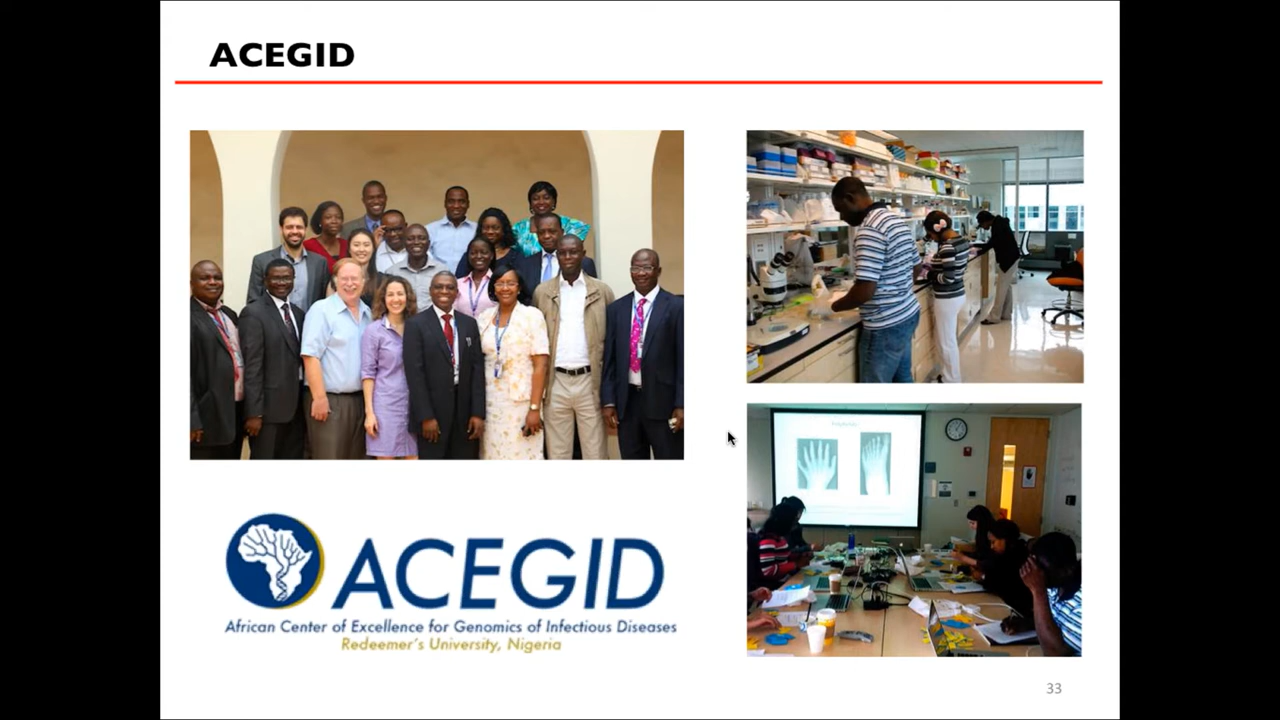 ACEGID
ACEGID
African Center of Excellence for Genomics of Infectious Diseases
Redeemer's University, Nigeria
33